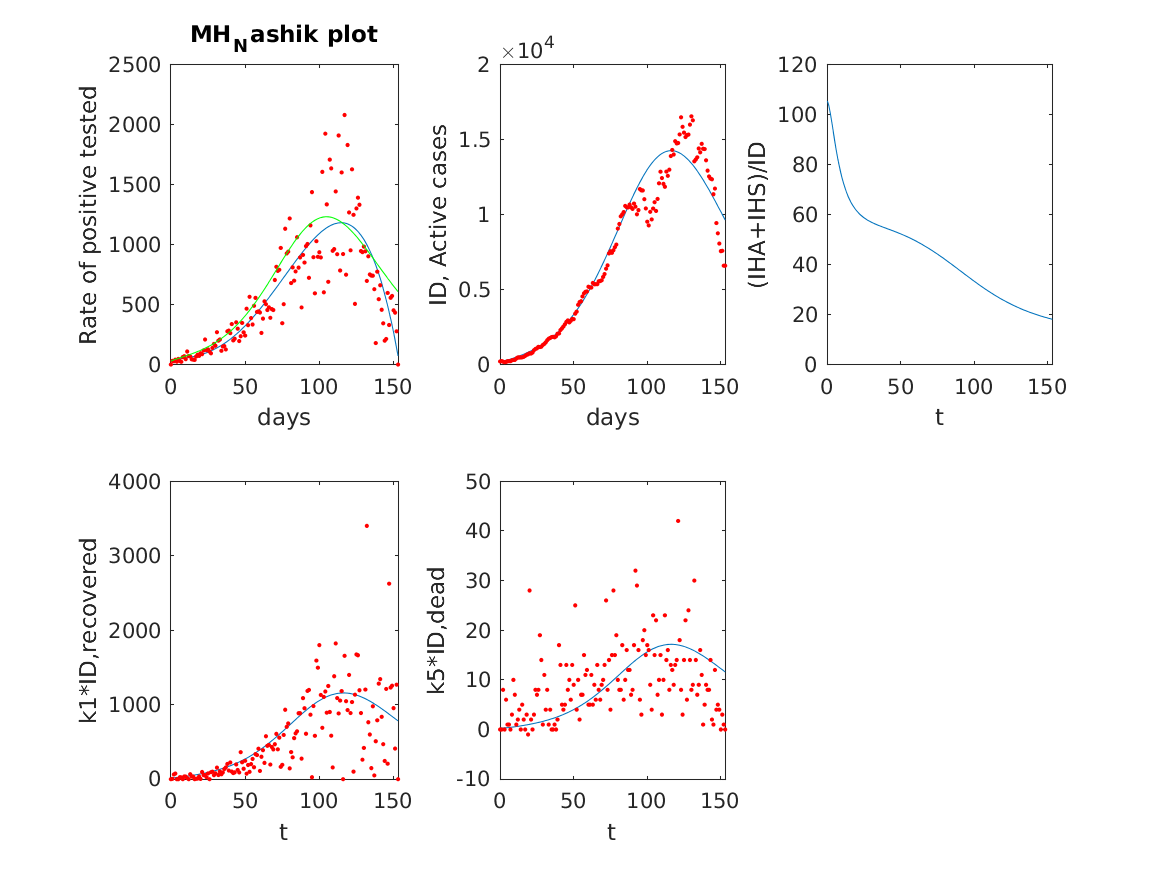 MH_Nashik plot
2500
2000
1500
1000
500
0
0 50 100 150
Rate of positive tested
days
×10^4
2
1.5
1
0.5
0
0 50 100 150
ID, Active cases
days
120
100
80
60
40
20
0
0 50 100 150
(IHA+IHS)/ID
t
4000
3000
2000
1000
0
0 50 100 150
k1*ID,recovered
t
50
40
30
20
10
0
-10
0 50 100 150
k5*ID,dead
t